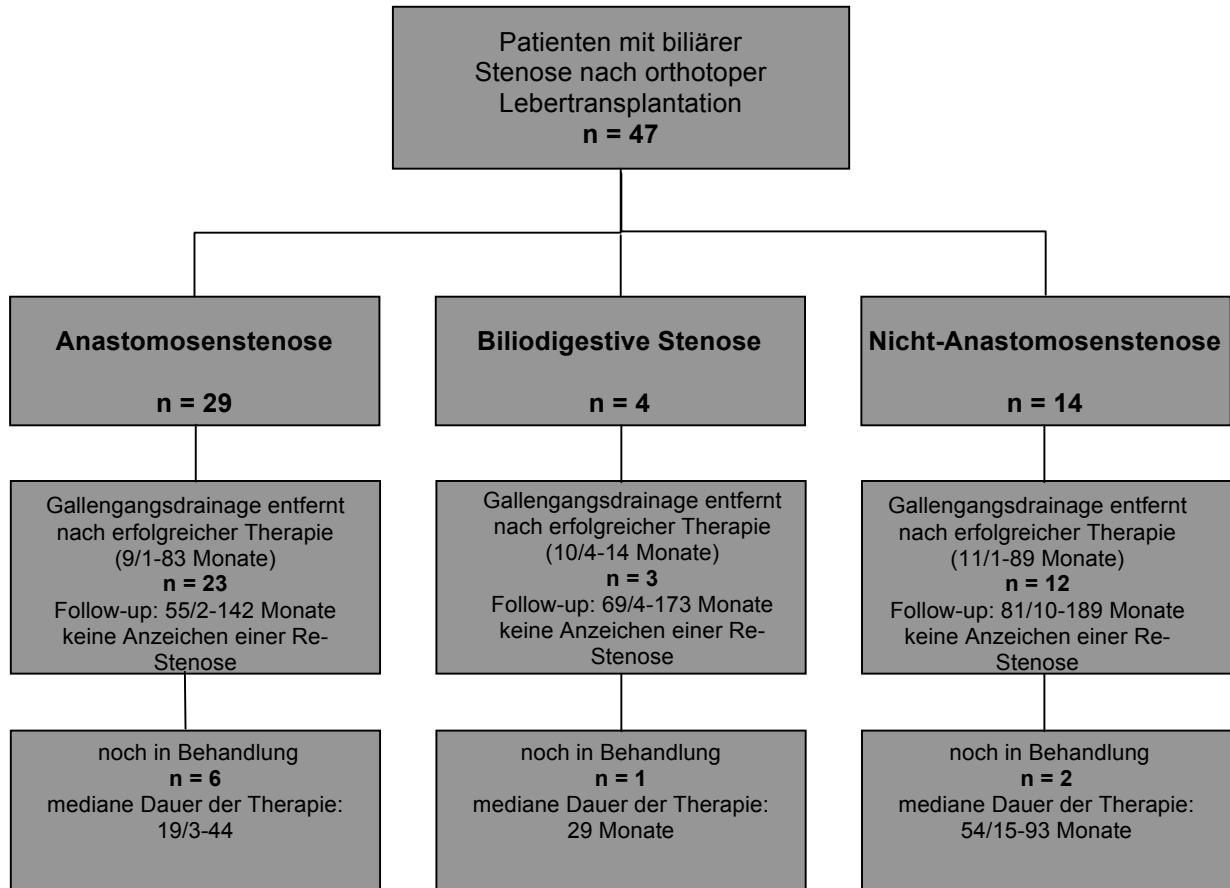 Patienten mit biliärer
Stenose nach orthotoper
Lebertransplantation
n = 47
Anastomosenstenose
n = 29
Biliodigestive Stenose
n = 4
Nicht-Anastomosenstenose
n = 14
Gallengangsdrainage entfernt
nach erfolgreicher Therapie
(9/1-83 Monate)
n = 23
Follow-up: 55/2-142 Monate
keine Anzeichen einer Re-
Stenose
Gallengangsdrainage entfernt
nach erfolgreicher Therapie
(10/4-14 Monate)
n = 3
Follow-up: 69/4-173 Monate
keine Anzeichen einer Re-
Stenose
Gallengangsdrainage entfernt
nach erfolgreicher Therapie
(11/1-89 Monate)
n = 12
Follow-up: 81/10-189 Monate
keine Anzeichen einer Re-
Stenose
noch in Behandlung
n = 6
mediane Dauer der Therapie:
19/3-44
noch in Behandlung
n = 1
mediane Dauer der Therapie:
29 Monate
noch in Behandlung
n = 2
mediane Dauer der Therapie:
54/15-93 Monate